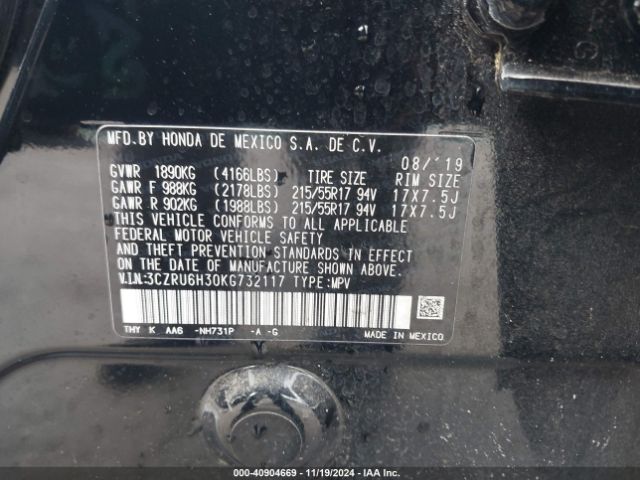 MFD.BY HONDA DE MEXICO S.A. DE C.V.
08/'19
GVWR 1890KG (4166LBS) TIRE SIZE RIM SIZE
GAWR F 988KG (2178LBS) 215/55R17 94V 17X7.5J
GAWR R 902KG (1988LBS) 215/55R17 94V 17X7.5J
THIS VEHICLE CONFORMS TO ALL APPLICABLE
FEDERAL MOTOR VEHICLE SAFETY
AND THEFT PREVENTION STANDARDS IN EFFECT
ON THE DATE OF MANUFACTURE SHOWN ABOVE.
V.I.N:3CZRU6H30KG732117 TYPE:MPV
THY K AA6 -NH731P -A -G MADE IN MEXICO
000-40904669 - 11/19/2024 - IAA Inc.